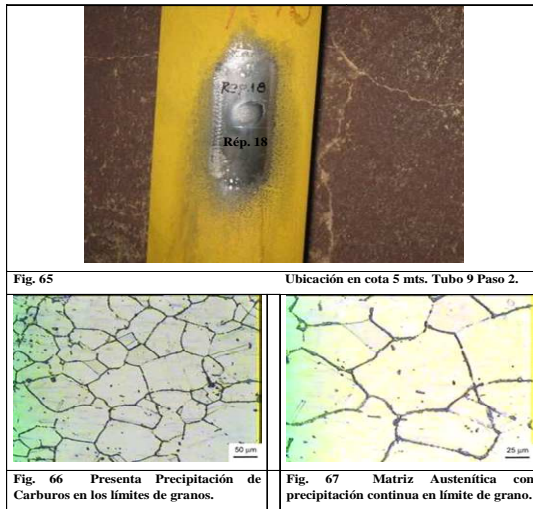 Rep 18
Rép. 18
Fig. 65 Ubicación en cota 5 mts. Tubo 9 Paso 2.
50 µm
25 µm
Fig. 66 Presenta Precipitación de
Carburos en los límites de granos.
Fig. 67 Matriz Austenítica con
precipitación continua en límite de grano.